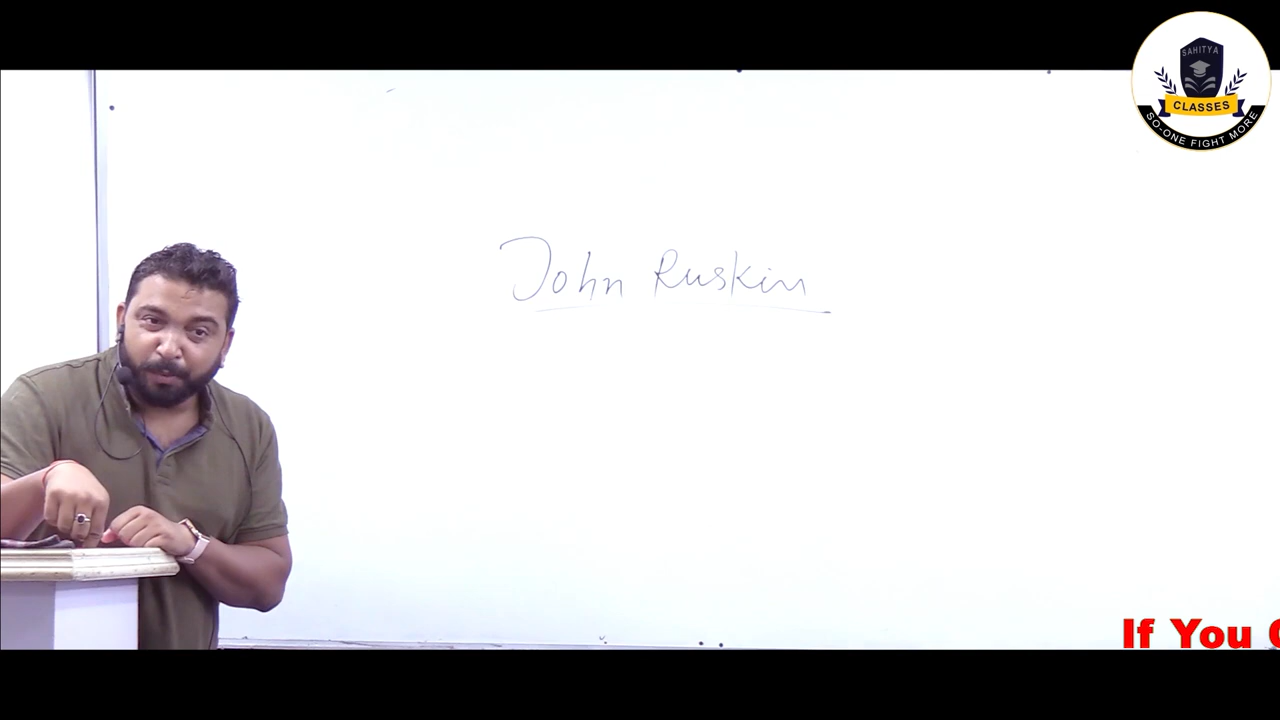 SAHITYA
CLASSES
SO-ONE FIGHT MORE
John Ruskin
If You